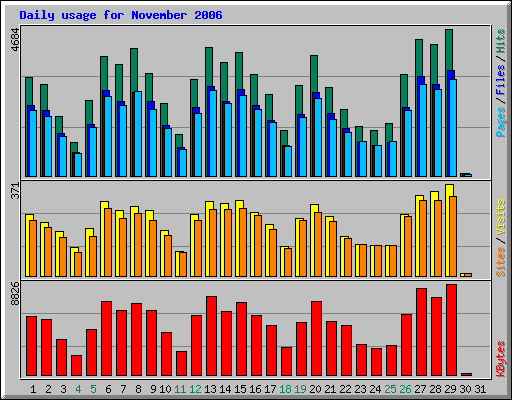 Daily usage for November 2006
4684
Pages / Files / Hits
371
Sites / Visits
8826
KBytes
1 2 3 4 5 6 7 8 9 10 11 12 13 14 15 16 17 18 19 20 21 22 23 24 25 26 27 28 29 30 31